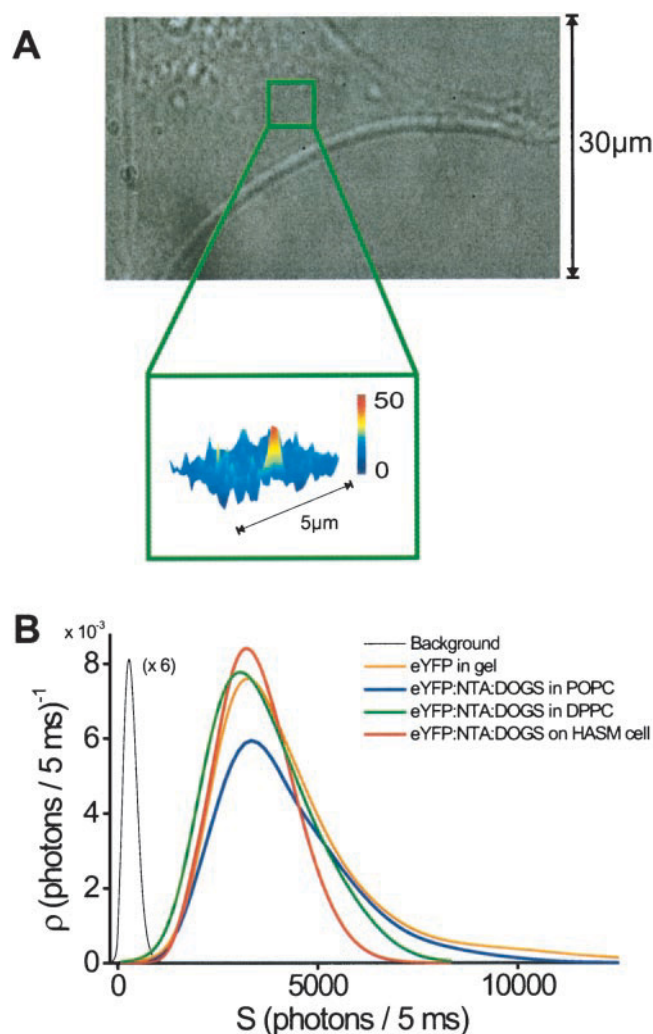 A
30μm
50
0
5μm
B
x 10⁻³
8
6
4
2
0
(x 6)
Background
eYFP in gel
eYFP:NTA:DOGS in POPC
eYFP:NTA:DOGS in DPPC
eYFP:NTA:DOGS on HASM cell
ρ (photons / 5 ms)⁻¹
0
5000
10000
S (photons / 5 ms)